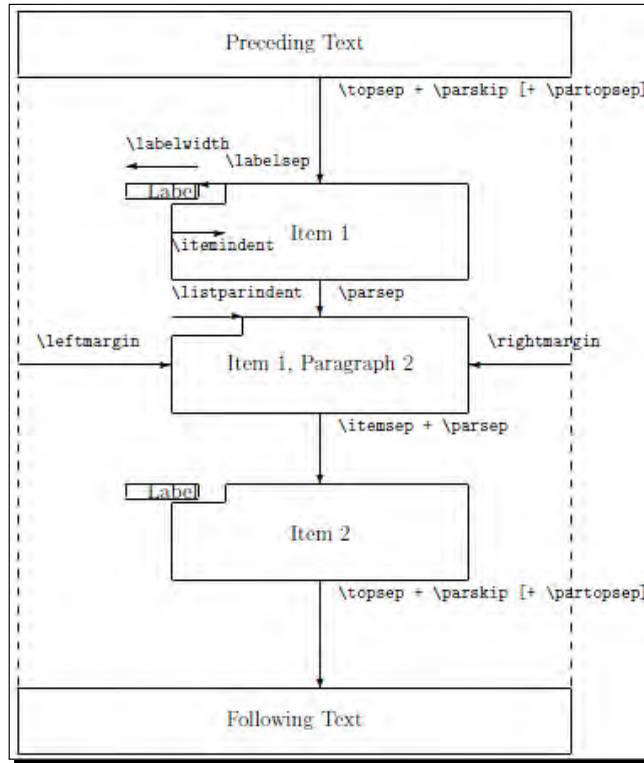 Preceding Text
\topsep + \parskip [+ \partopsep]
\labelwidth
\labelsep
Label
Item 1
\itemindent
\listparindent
\parsep
\leftmargin
\rightmargin
Item 1, Paragraph 2
\itemsep + \parsep
Label
Item 2
\topsep + \parskip [+ \partopsep]
Following Text